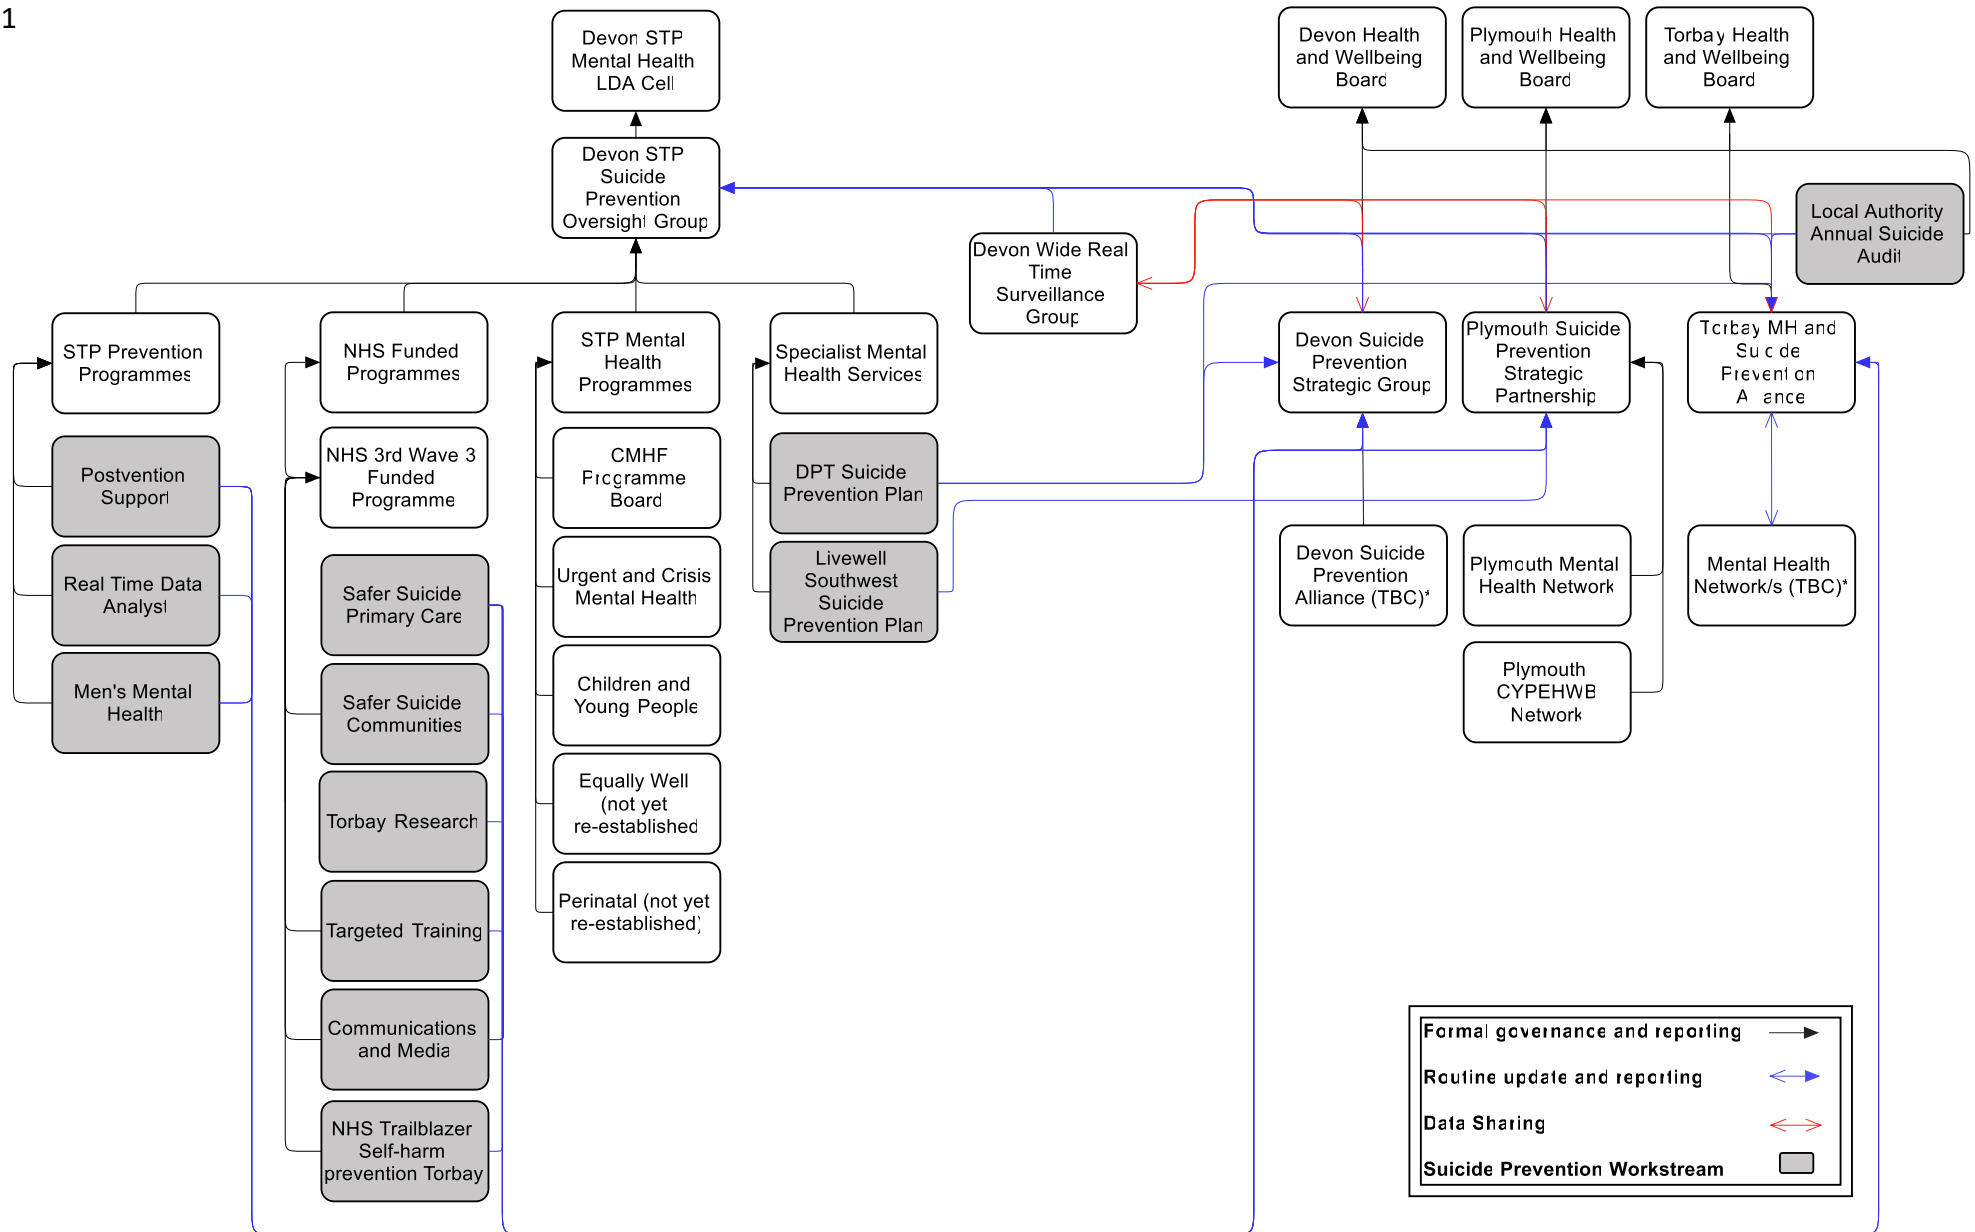 1
Devon STP
Mental Health
LDA Cell
Devon Health
and Wellbeing
Board
Plymouth Health
and Wellbeing
Board
Torbay Health
and Wellbeing
Board
Devon STP
Suicide
Prevention
Oversight Group
Local Authority
Annual Suicide
Audit
Devon Wide Real
Time
Surveillance
Group
STP Prevention
Programmes
NHS Funded
Programmes
STP Mental
Health
Programmes
Specialist Mental
Health Services
Devon Suicide
Prevention
Strategic Group
Plymouth Suicide
Prevention
Strategic
Partnership
Torbay MH and
Suicide
Prevention
Alliance
Postvention
Support
Real Time Data
Analyst
Men's Mental
Health
NHS 3rd Wave 3
Funded
Programme
Safer Suicide
Primary Care
Safer Suicide
Communities
Torbay Research
Targeted Training
Communications
and Media
NHS Trailblazer
Self-harm
prevention Torbay
CMHF
Programme
Board
Urgent and Crisis
Mental Health
Children and
Young People
Equally Well
(not yet
re-established
Perinatal (not yet
re-established)
DPT Suicide
Prevention Plan
Livewell
Southwest
Suicide
Prevention Plan
Devon Suicide
Prevention
Alliance (TBC)*
Plymouth Mental
Health Network
Plymouth
CYPEHWB
Network
Mental Health
Network/s (TBC)*
Formal governance and reporting
Routine update and reporting
Data Sharing
Suicide Prevention Workstream